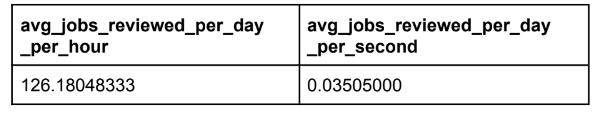 avg_jobs_reviewed_per_day
_per_hour
avg_jobs_reviewed_per_day
_per_second
126.18048333
0.03505000